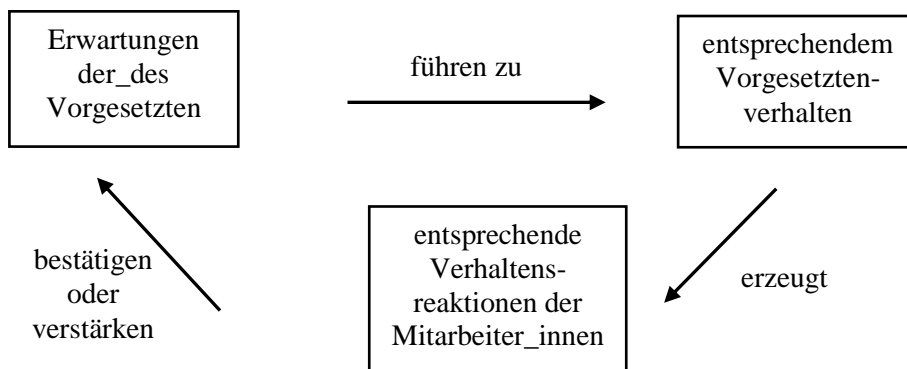 Erwartungen
der_des
Vorgesetzten
führen zu
entsprechendem
Vorgesetzten-
verhalten
erzeugt
entsprechende
Verhaltens-
reaktionen der
Mitarbeiter_innen
bestätigen
oder
verstärken